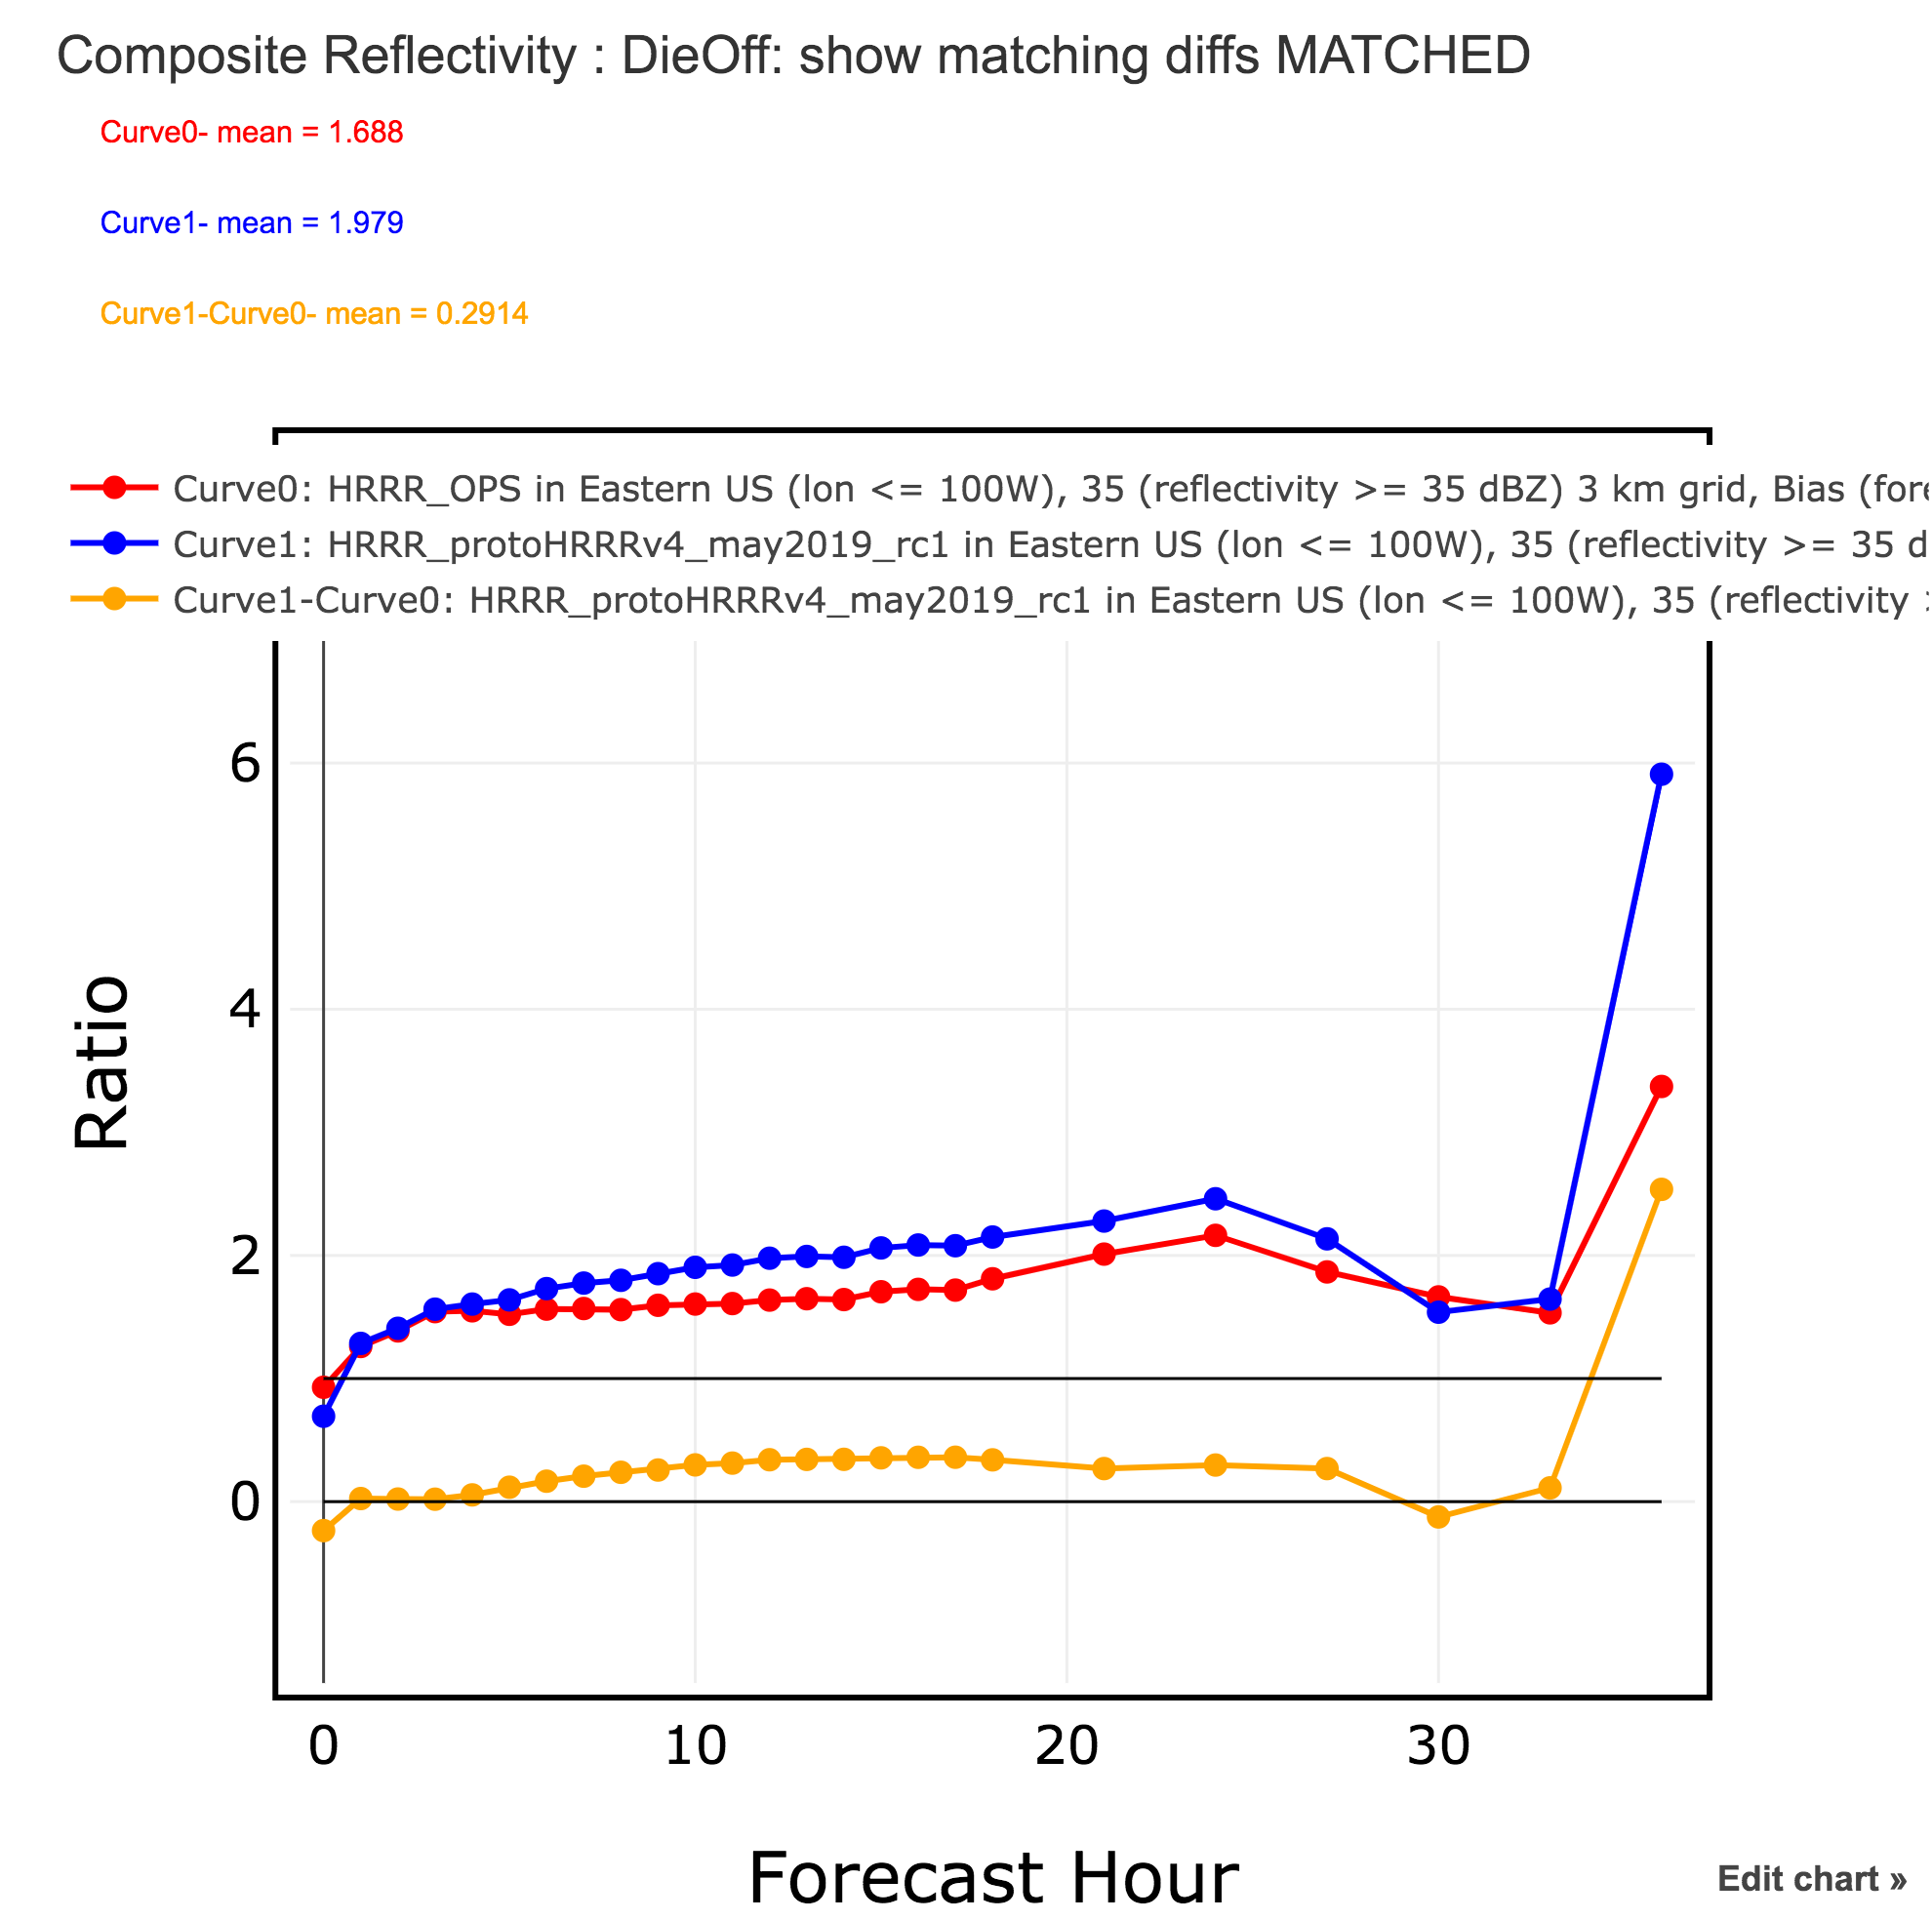 Composite Reflectivity : DieOff: show matching diffs MATCHED
Curve0- mean = 1.688
Curve1- mean = 1.979
Curve1-Curve0- mean = 0.2914
Curve0: HRRR_OPS in Eastern US (lon <= 100W), 35 (reflectivity >= 35 dBZ) 3 km grid, Bias
Curve1: HRRR_protoHRRRv4_may2019_rc1 in Eastern US (lon <= 100W), 35 (reflectivity >= 35
Curve1-Curve0: HRRR_protoHRRRv4_may2019_rc1 in Eastern US (lon <= 100W), 35 (reflectivity
6
4
2
0
Ratio
0 10 20 30
Forecast Hour
Edit chart »